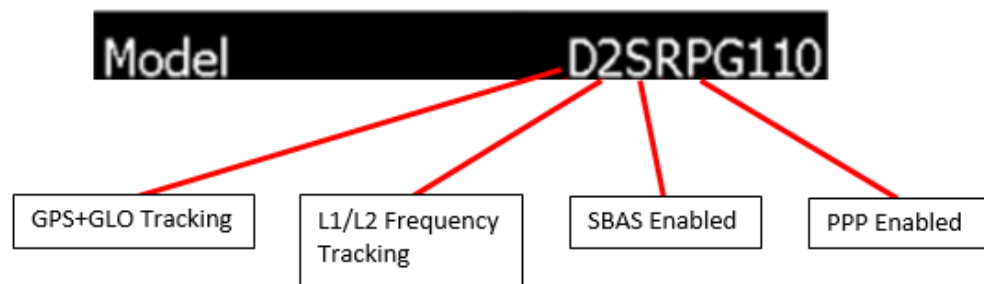 Model D2SRPG110
GPS+GLO Tracking
L1/L2 Frequency
Tracking
SBAS Enabled
PPP Enabled